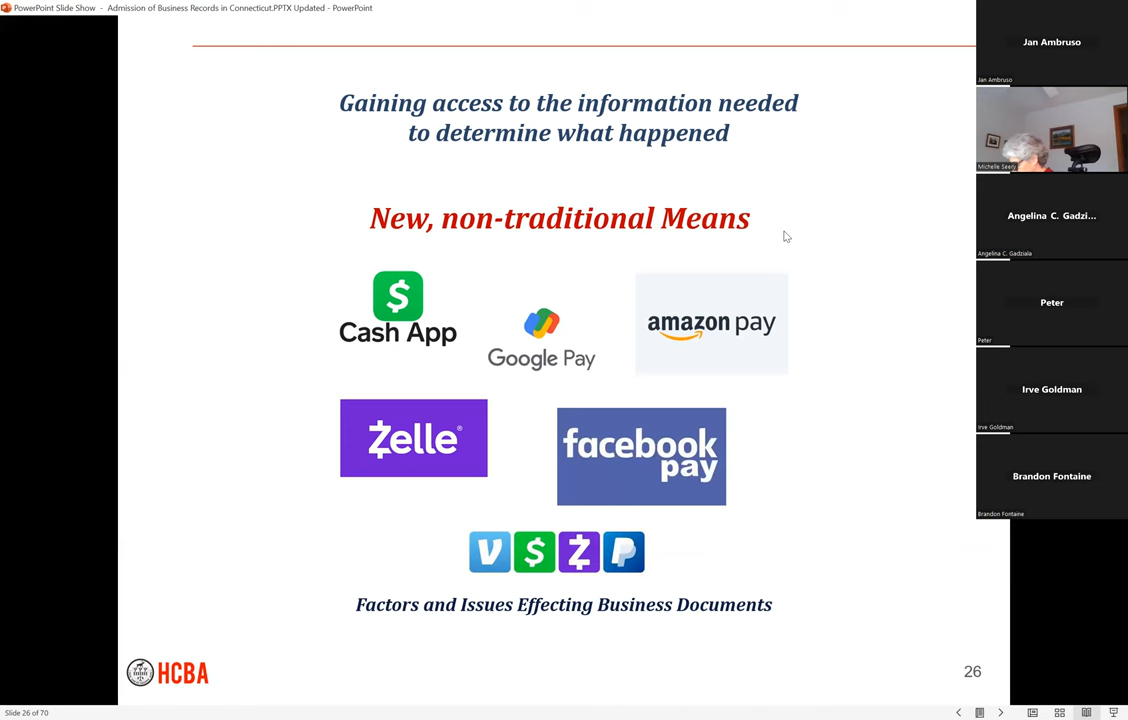 PowerPoint Slide Show - Admission of Business Records in Connecticut.PPTX Updated - PowerPoint
Gaining access to the information needed
to determine what happened
New, non-traditional Means
$
Cash App
Google Pay
amazon pay
Zelle®
facebook
pay
V $ Z P
Factors and Issues Effecting Business Documents
HCBA
26
Slide 26 of 70
Jan Ambruso
Jan Ambruso
Michelle Seery
Angelina C. Gadzi...
Angelina C. Gadziala
Peter
Peter
Irve Goldman
Irve Goldman
Brandon Fontaine
Brandon Fontaine